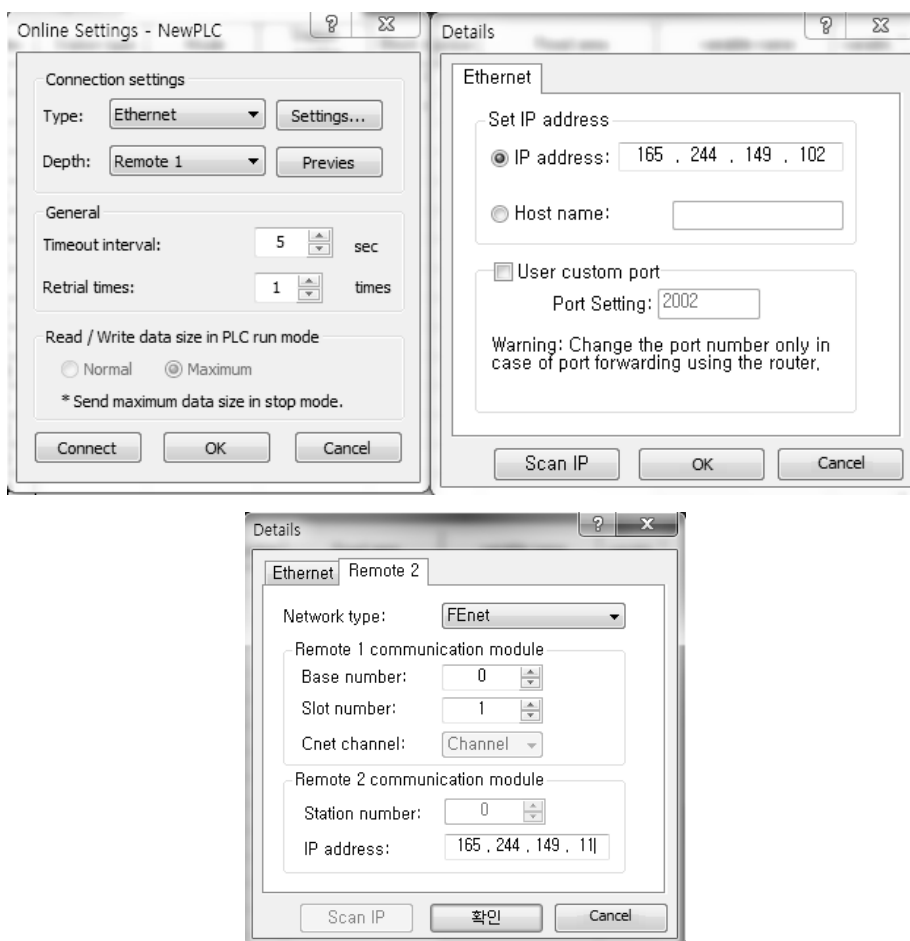 Online Settings - NewPLC
Connection settings
Type: Ethernet Settings...
Depth: Remote 1 Previes
General
Timeout interval: 5 sec
Retrial times: 1 times
Read / Write data size in PLC run mode
Normal Maximum
* Send maximum data size in stop mode.
Connect OK Cancel
Details
Ethernet
Set IP address
IP address: 165 . 244 . 149 . 102
Host name:
User custom port
Port Setting: 2002
Warning: Change the port number only in
case of port forwarding using the router,
Scan IP OK Cancel
Details
Ethernet Remote 2
Network type: FEnet
Remote 1 communication module
Base number: 0
Slot number: 1
Cnet channel: Channel
Remote 2 communication module
Station number: 0
IP address: 165 . 244 . 149 . 11
Scan IP 확인 Cancel